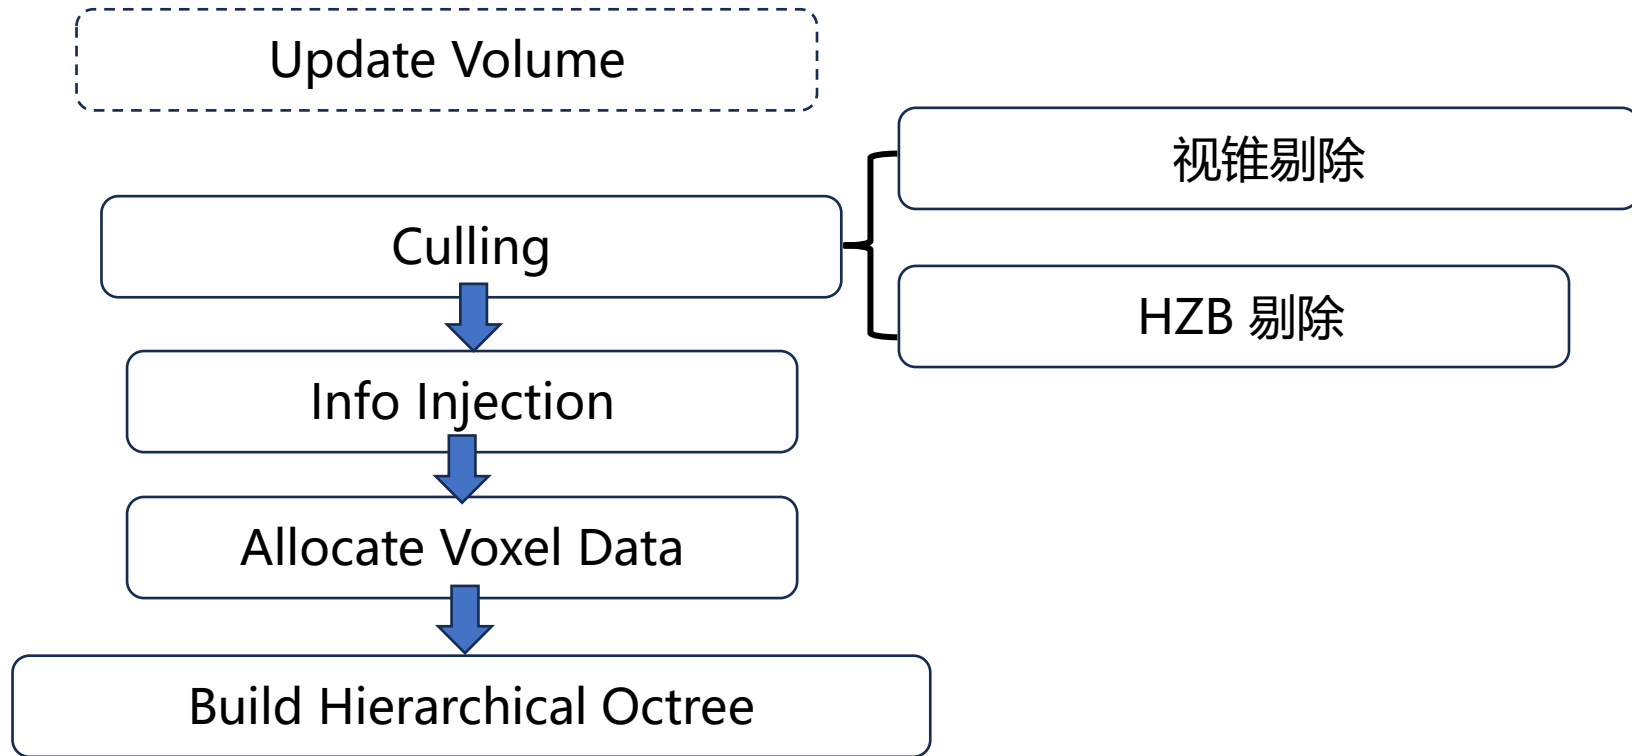 Update Volume
Culling
视锥剔除
HZB 剔除
Info Injection
Allocate Voxel Data
Build Hierarchical Octree